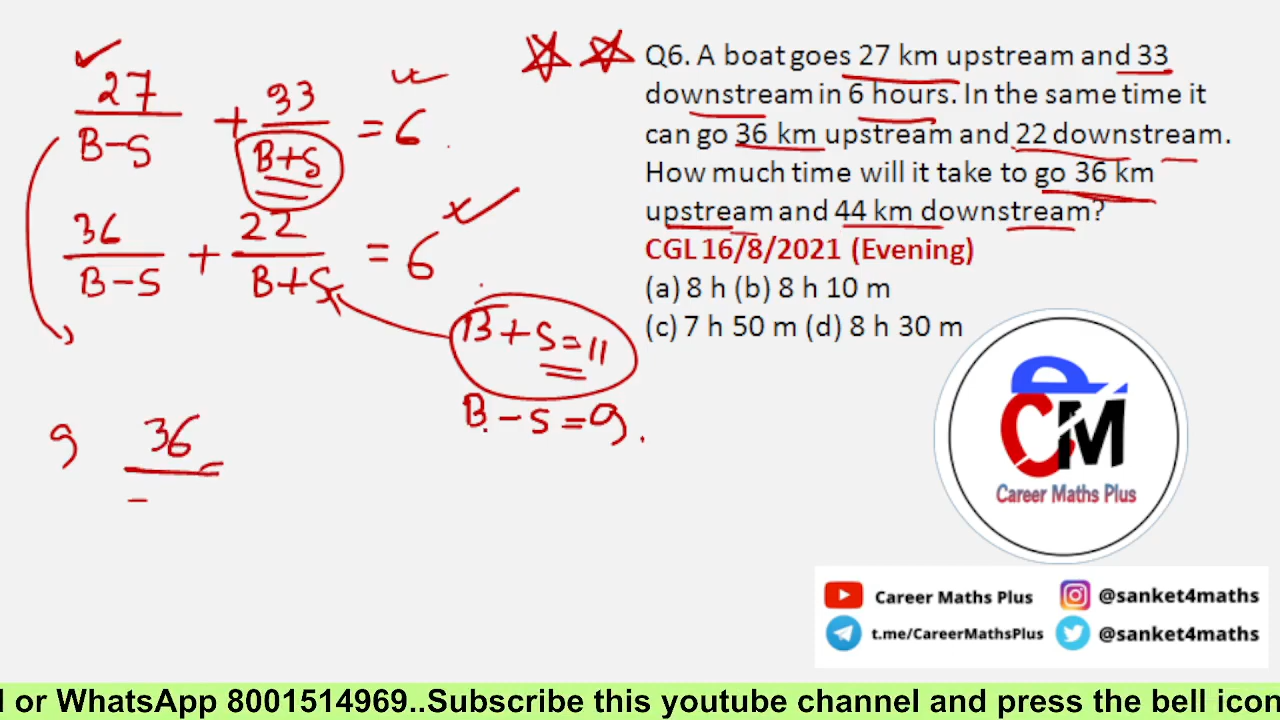 27/B-S + 33/B+S = 6
36/B-S + 22/B+S = 6
B+S=11
B-S=9.
9 36
Q6. A boat goes 27 km upstream and 33
downstream in 6 hours. In the same time it
can go 36 km upstream and 22 downstream.
How much time will it take to go 36 km
upstream and 44 km downstream?
CGL 16/8/2021 (Evening)
(a) 8 h (b) 8 h 10 m
(c) 7 h 50 m (d) 8 h 30 m
eCM
Career Maths Plus
Career Maths Plus @sanket4maths
t.me/CareerMathsPlus @sanket4maths
or WhatsApp 8001514969..Subscribe this youtube channel and press the bell icon